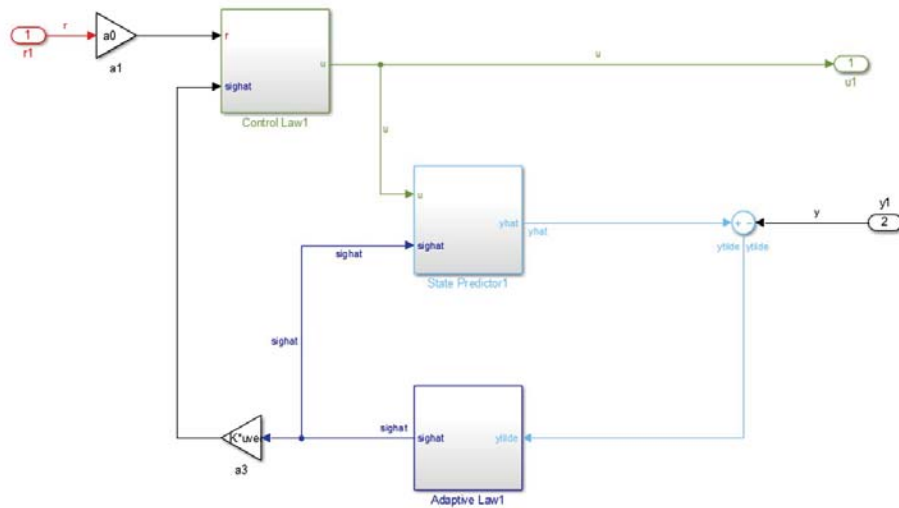 r
1
r1
a0
a1
r
sighat
u
Control Law1
u
1
u1
u
u
sighat
yhat
State Predictor1
yhat
sighat
+ −
ytilde ytilde
y
y1
2
sighat
K*uve
a3
sighat
sighat
ytilde
Adaptive Law1